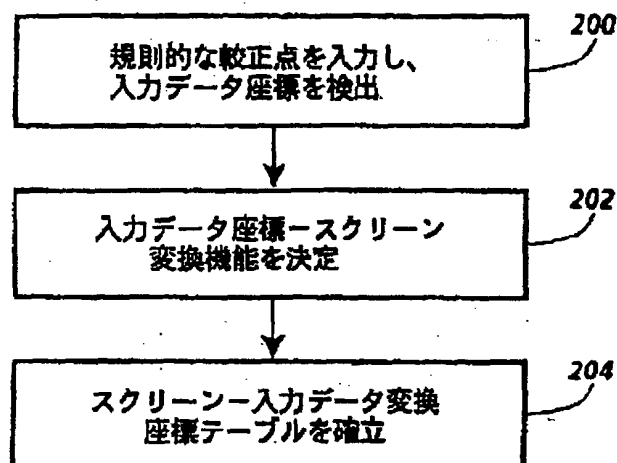 200
規則的な較正点を入力し、
入力データ座標を検出
202
入力データ座標－スクリーン
変換機能を決定
204
スクリーン－入力データ変換
座標テーブルを確立